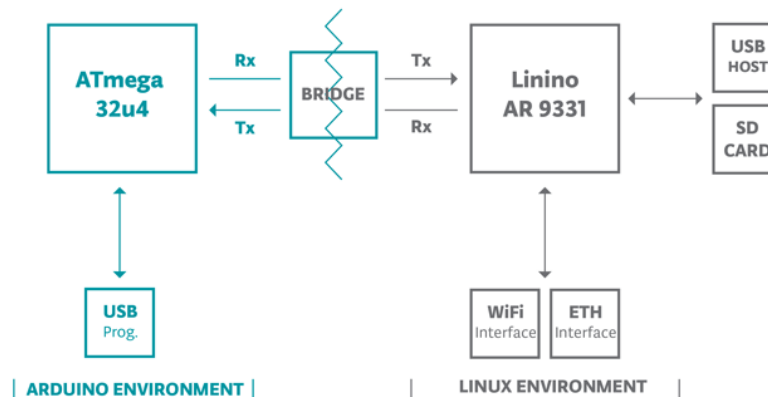 ATmega
32u4
Rx
Tx
BRIDGE
Tx
Rx
Linino
AR 9331
USB
HOST
SD
CARD
USB
Prog.
WiFi
Interface
ETH
Interface
ARDUINO ENVIRONMENT
LINUX ENVIRONMENT